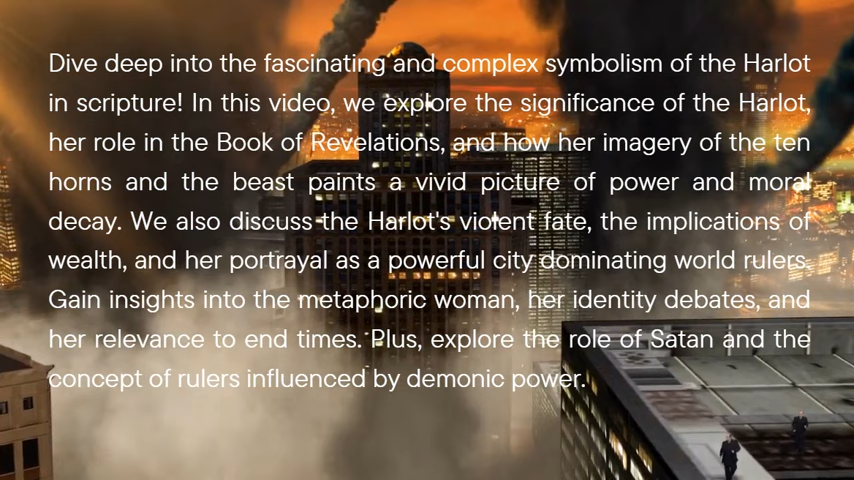 Dive deep into the fascinating and complex symbolism of the Harlot
in scripture! In this video, we explore the significance of the Harlot,
her role in the Book of Revelations, and how her imagery of the ten
horns and the beast paints a vivid picture of power and moral
decay. We also discuss the Harlot's violent fate, the implications of
wealth, and her portrayal as a powerful city dominating world rulers.
Gain insights into the metaphoric woman, her identity debates, and
her relevance to end times. Plus, explore the role of Satan and the
concept of rulers influenced by demonic power.